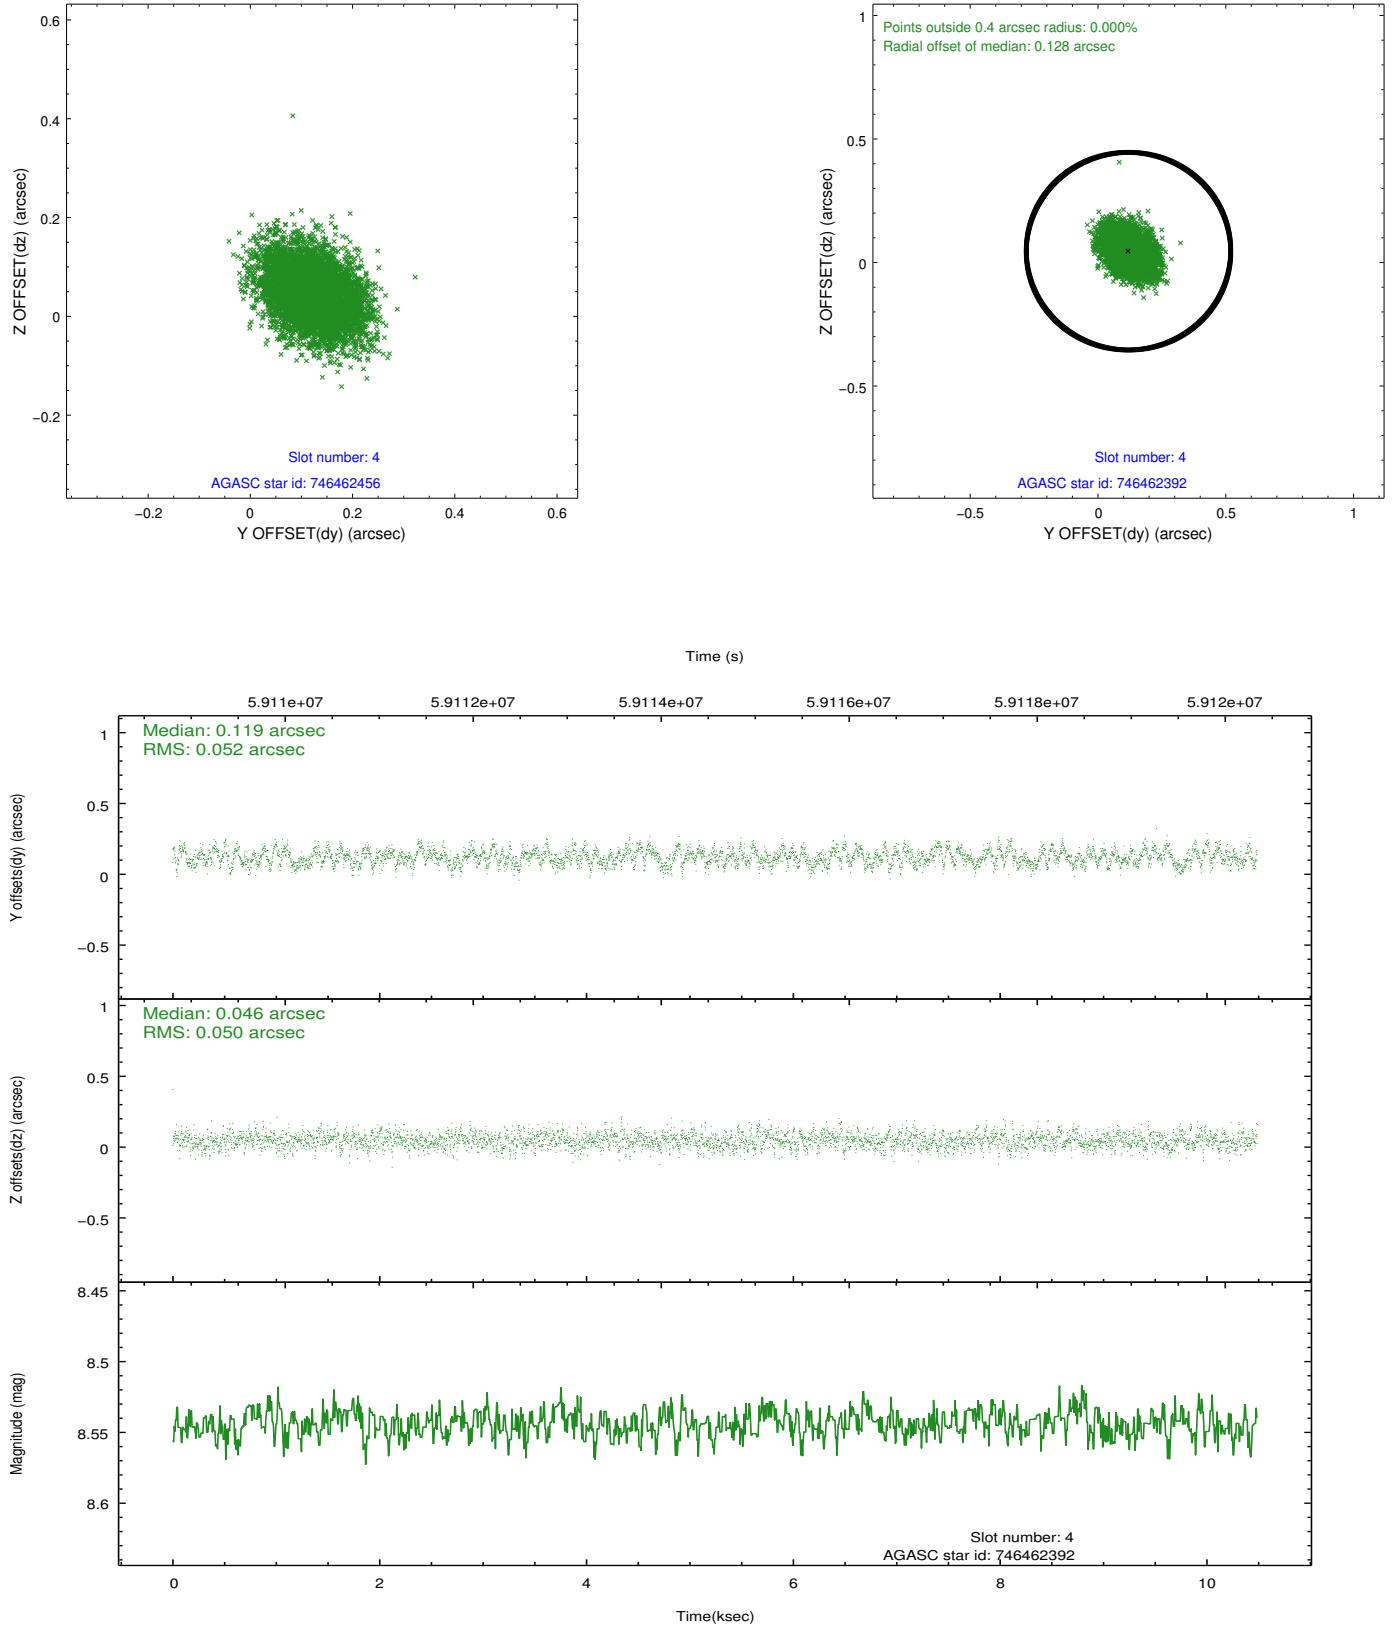 0.6
0.4
0.2
0
−0.2
Z OFFSET(dz) (arcsec)
Slot number: 4
AGASC star id: 746462456
−0.2 0 0.2 0.4 0.6
Y OFFSET(dy) (arcsec)
Points outside 0.4 arcsec radius: 0.000%
Radial offset of median: 0.128 arcsec
1
0.5
0
−0.5
Z OFFSET(dz) (arcsec)
Slot number: 4
AGASC star id: 746462392
−0.5 0 0.5 1
Y OFFSET(dy) (arcsec)
Time (s)
5.911e+07 5.9112e+07 5.9114e+07 5.9116e+07 5.9118e+07 5.912e+07
Median: 0.119 arcsec
RMS: 0.052 arcsec
1
0.5
0
−0.5
Y offsets(dy) (arcsec)
Median: 0.046 arcsec
RMS: 0.050 arcsec
1
0.5
0
−0.5
Z offsets(dz) (arcsec)
8.45
8.5
8.55
8.6
Magnitude (mag)
Slot number: 4
AGASC star id: 746462392
0 2 4 6 8 10
Time(ksec)